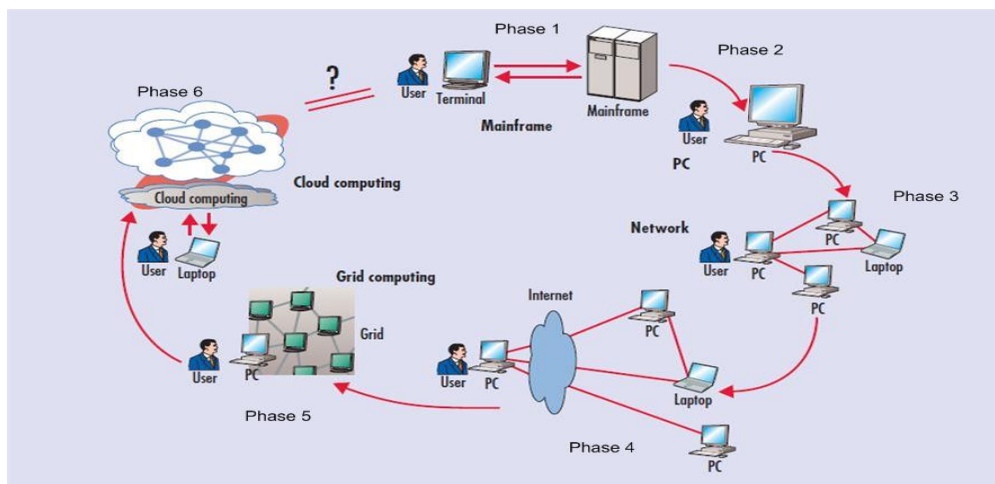 Phase 1
?
User
Terminal
Mainframe
Mainframe
Phase 2
User
PC
PC
Phase 3
Network
User
PC
PC
Laptop
PC
Internet
PC
User
PC
Laptop
PC
Phase 4
Grid computing
Grid
User
PC
Phase 5
Phase 6
Cloud computing
Cloud computing
User
Laptop